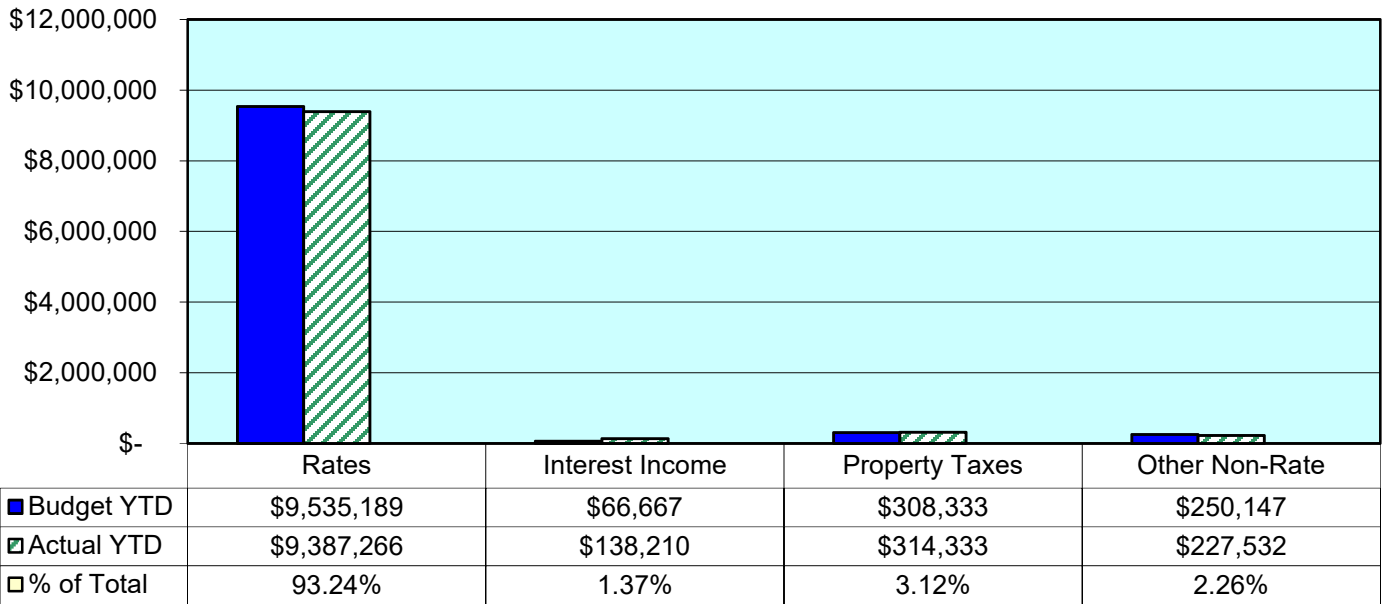 $12,000,000
$10,000,000
$8,000,000
$6,000,000
$4,000,000
$2,000,000
$-
Rates Interest Income Property Taxes Other Non-Rate
Budget YTD $9,535,189 $66,667 $308,333 $250,147
Actual YTD $9,387,266 $138,210 $314,333 $227,532
% of Total 93.24% 1.37% 3.12% 2.26%